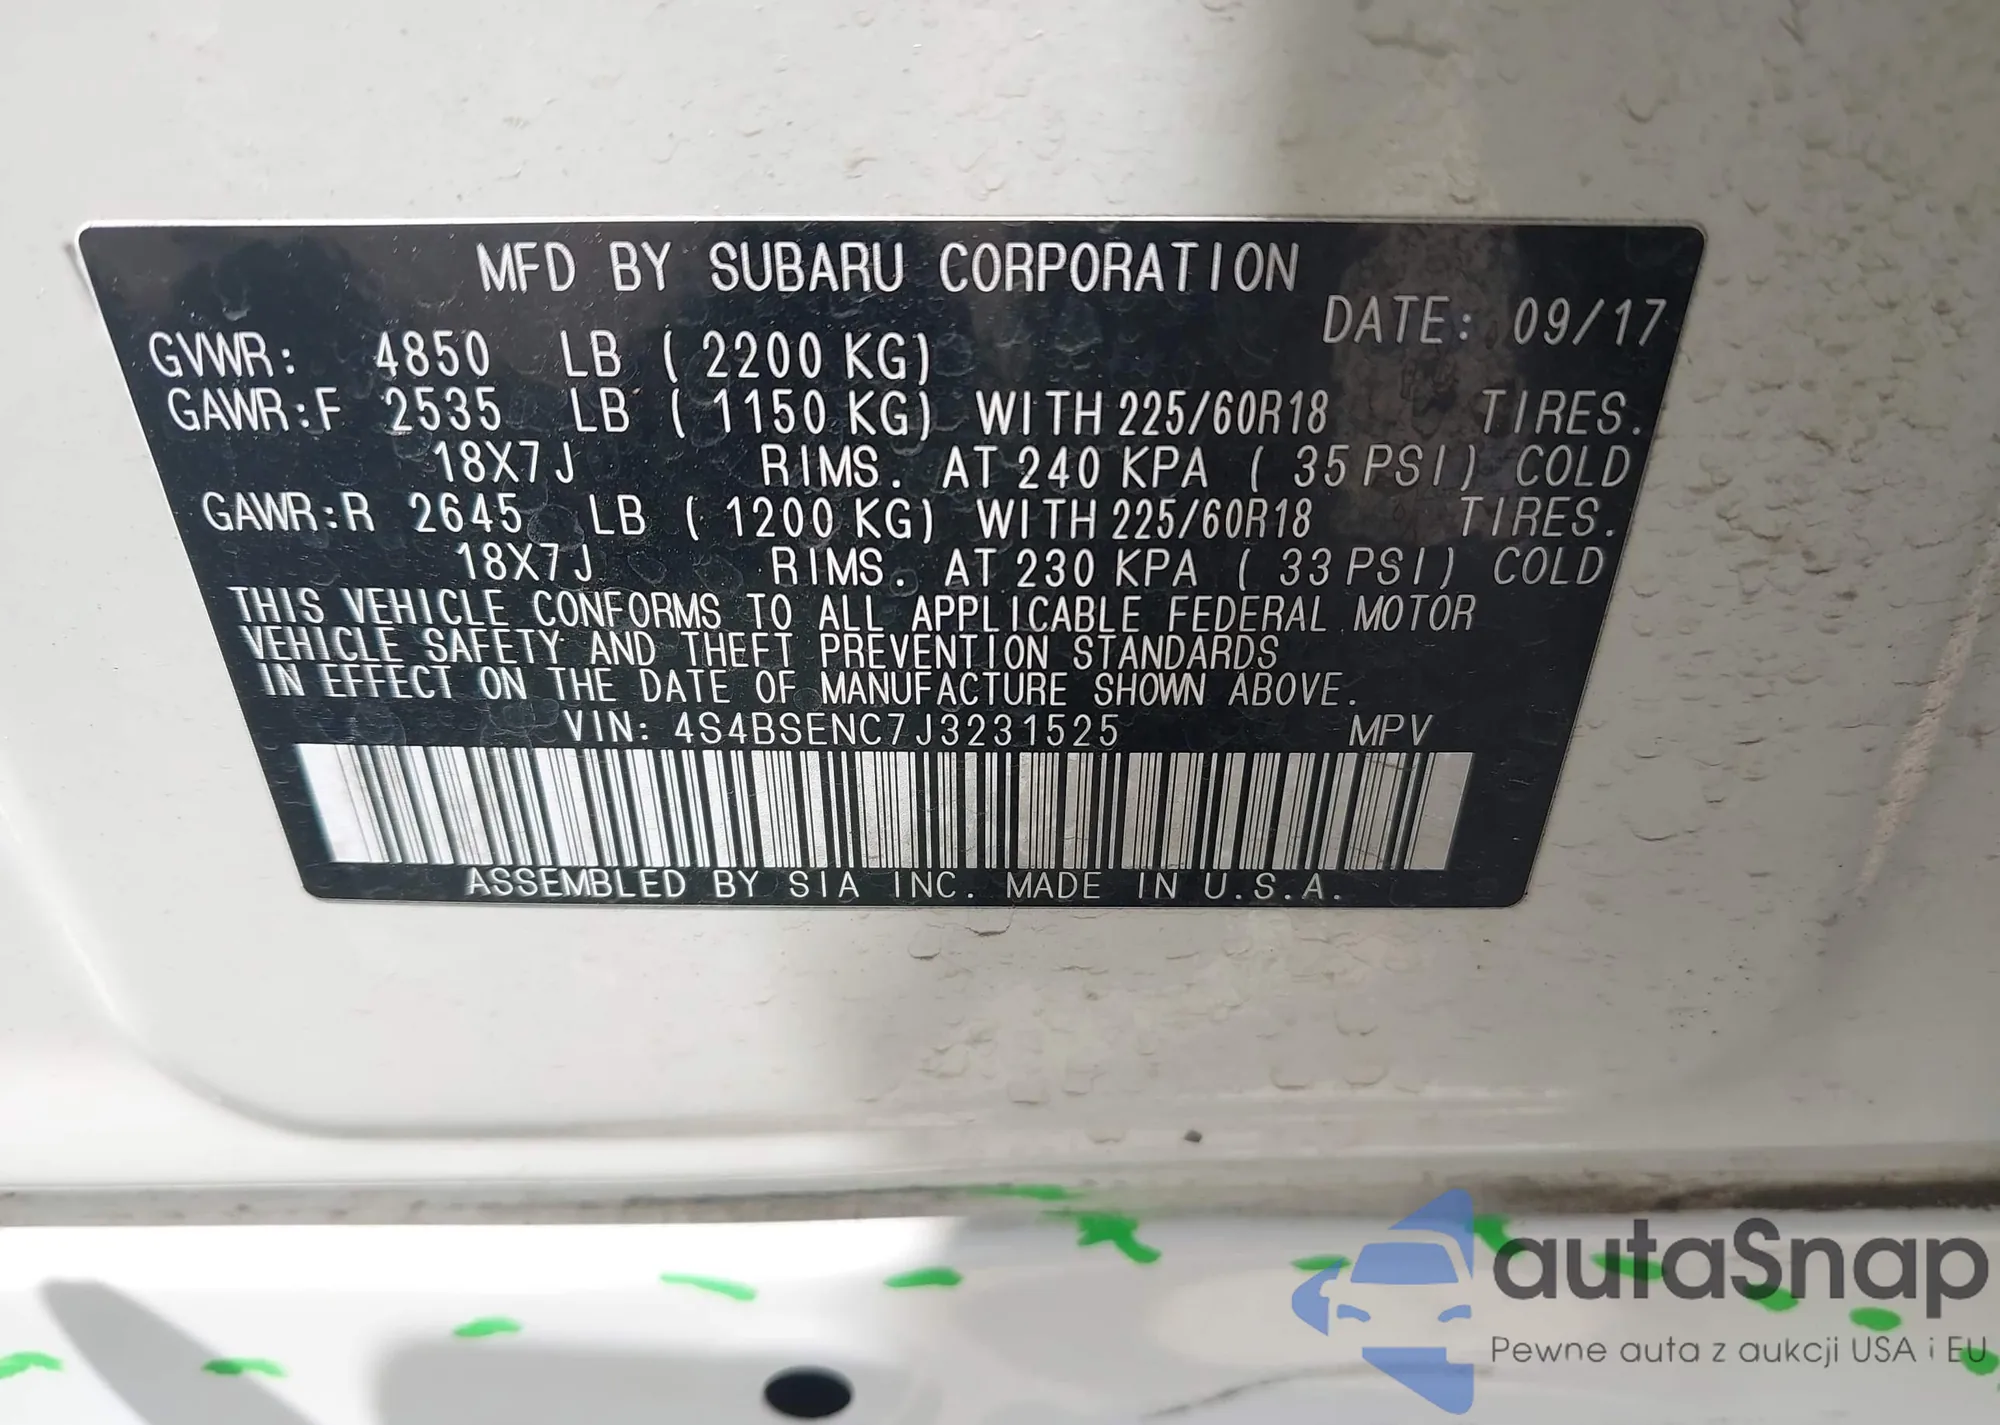 MFD BY SUBARU CORPORATION
DATE: 09/17
GVWR: 4850 LB ( 2200 KG)
GAWR:F 2535 LB ( 1150 KG) WITH 225/60R18 TIRES.
18X7J RIMS. AT 240 KPA ( 35 PSI) COLD
GAWR:R 2645 LB ( 1200 KG) WITH 225/60R18 TIRES.
18X7J RIMS. AT 230 KPA ( 33 PSI) COLD
THIS VEHICLE CONFORMS TO ALL APPLICABLE FEDERAL MOTOR
VEHICLE SAFETY AND THEFT PREVENTION STANDARDS
IN EFFECT ON THE DATE OF MANUFACTURE SHOWN ABOVE.
VIN: 4S4BSENC7J3231525 MPV
ASSEMBLED BY SIA INC. MADE IN U.S.A.
autaSnap
Pewne auta z aukcji USA i EU